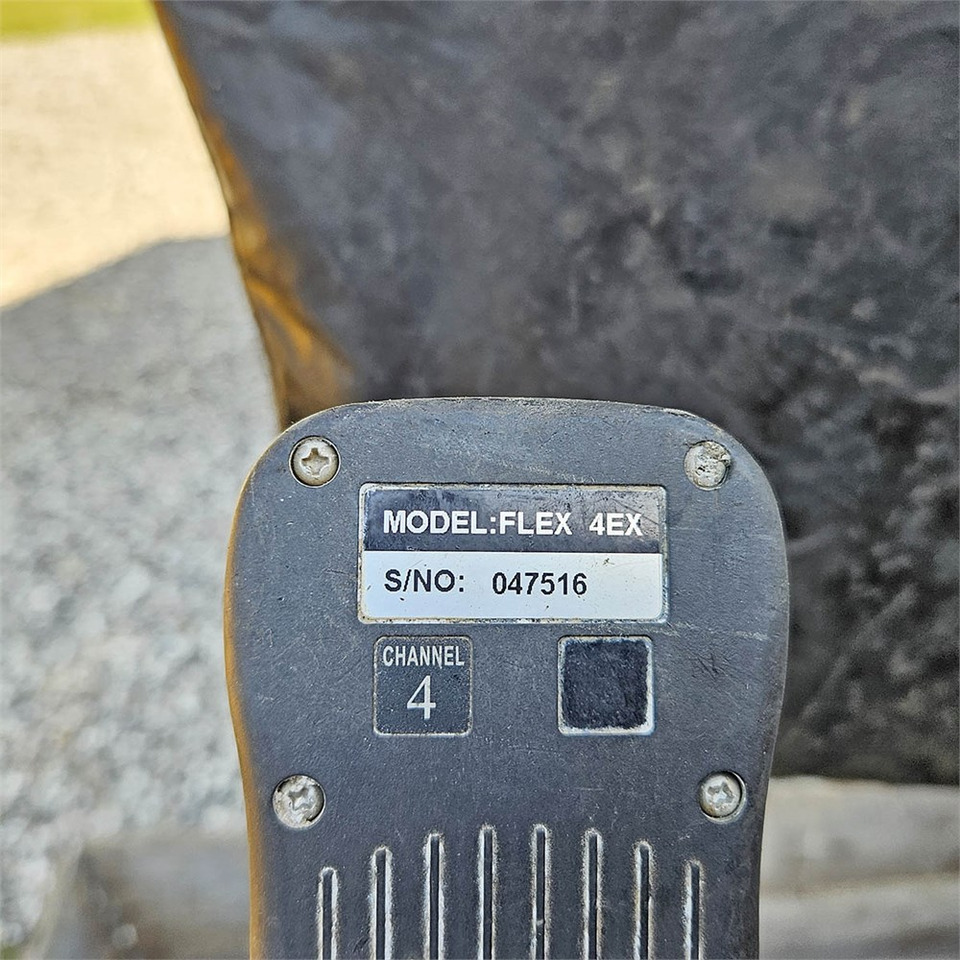 MODEL:FLEX 4EX
S/NO: 047516
CHANNEL
4